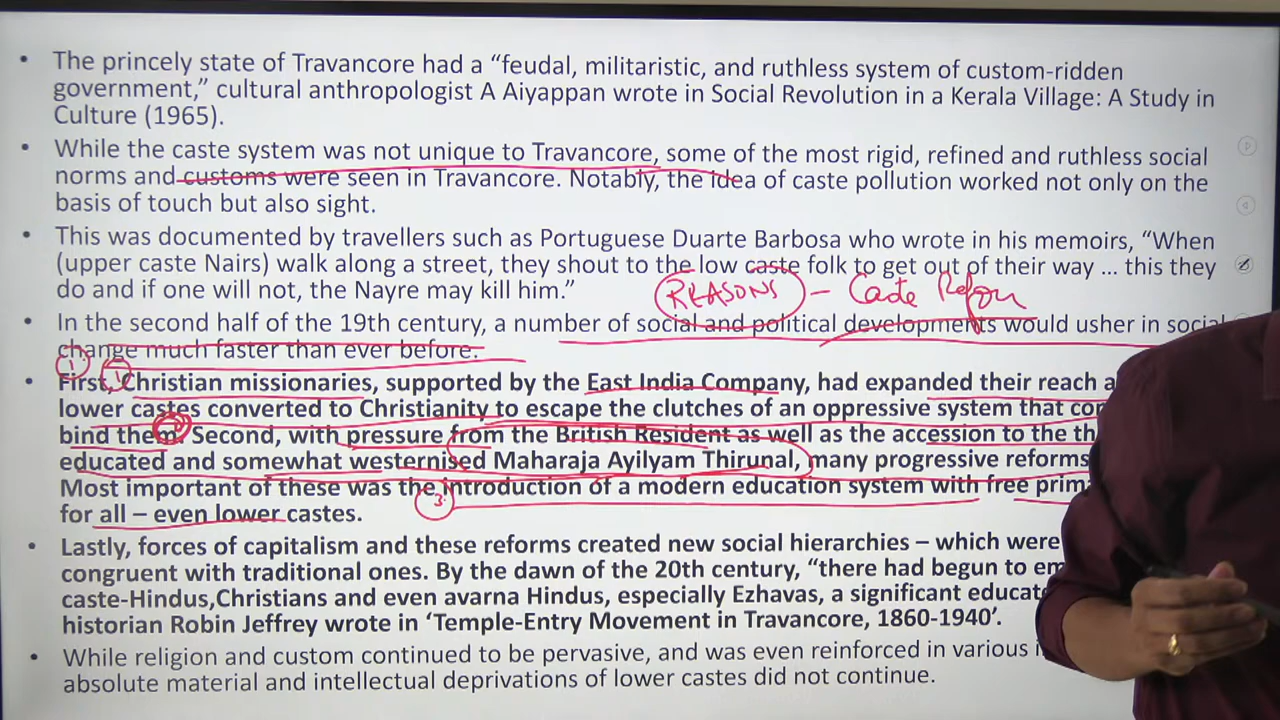 • The princely state of Travancore had a “feudal, militaristic, and ruthless system of custom-ridden
government,” cultural anthropologist A Aiyappan wrote in Social Revolution in a Kerala Village: A Study in
Culture (1965).
• While the caste system was not unique to Travancore, some of the most rigid, refined and ruthless social
norms and customs were seen in Travancore. Notably, the idea of caste pollution worked not only on the
basis of touch but also sight.
• This was documented by travellers such as Portuguese Duarte Barbosa who wrote in his memoirs, “When
(upper caste Nairs) walk along a street, they shout to the low caste folk to get out of their way ... this they
do and if one will not, the Nayre may kill him.”
REASONS – Caste Reform
• In the second half of the 19th century, a number of social and political developments would usher in social
change much faster than ever before.
1 1
• First, Christian missionaries, supported by the East India Company, had expanded their reach a
lower castes converted to Christianity to escape the clutches of an oppressive system that
bind them. Second, with pressure from the British Resident as well as the accession to the
educated and somewhat westernised Maharaja Ayilyam Thirunal, many progressive reforms
Most important of these was the introduction of a modern education system with free
3
for all – even lower castes.
• Lastly, forces of capitalism and these reforms created new social hierarchies – which were
congruent with traditional ones. By the dawn of the 20th century, “there had begun to
caste-Hindus,Christians and even avarna Hindus, especially Ezhavas, a significant
historian Robin Jeffrey wrote in ‘Temple-Entry Movement in Travancore, 1860-1940’.
• While religion and custom continued to be pervasive, and was even reinforced in various
absolute material and intellectual deprivations of lower castes did not continue.